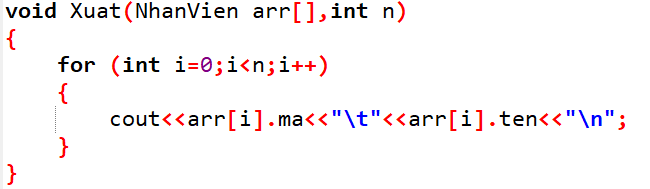 void Xuat(NhanVien arr[],int n)
{
for (int i=0;i<n;i++)
{
cout<<arr[i].ma<<"\t"<<arr[i].ten<<"\n";
}
}